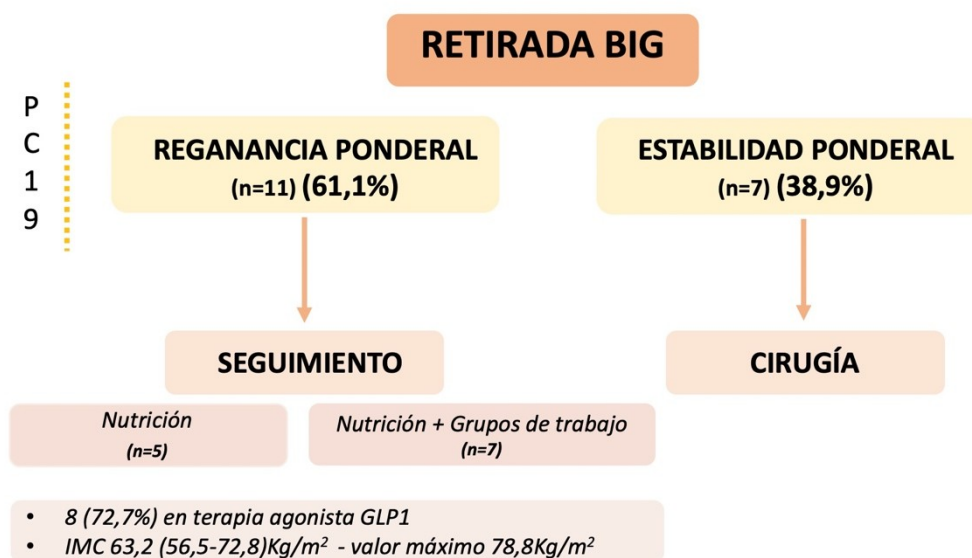 RETIRADA BIG
P
C
1
9
REGANANCIA PONDERAL
(n=11) (61,1%)
ESTABILIDAD PONDERAL
(n=7) (38,9%)
SEGUIMIENTO
CIRUGÍA
Nutrición
(n=5)
Nutrición + Grupos de trabajo
(n=7)
• 8 (72,7%) en terapia agonista GLP1
• IMC 63,2 (56,5-72,8)Kg/m² - valor máximo 78,8Kg/m²